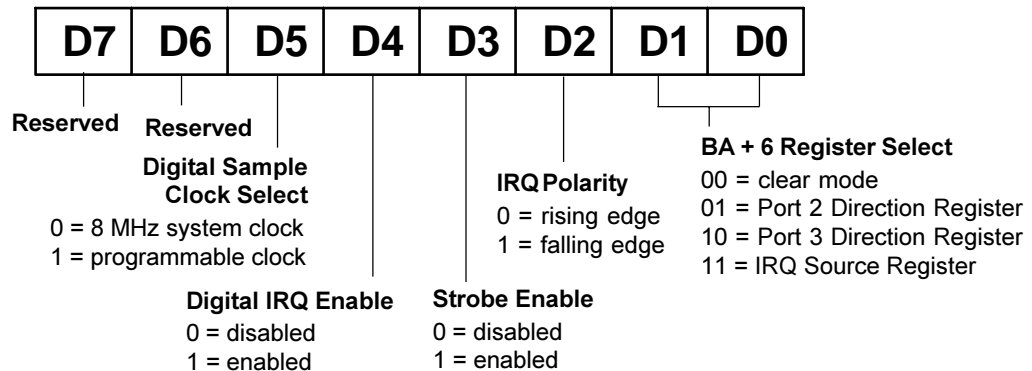 D7 D6 D5 D4 D3 D2 D1 D0
Reserved
Reserved
Digital Sample
Clock Select
0 = 8 MHz system clock
1 = programmable clock
Digital IRQ Enable
0 = disabled
1 = enabled
Strobe Enable
0 = disabled
1 = enabled
IRQ Polarity
0 = rising edge
1 = falling edge
BA + 6 Register Select
00 = clear mode
01 = Port 2 Direction Register
10 = Port 3 Direction Register
11 = IRQ Source Register